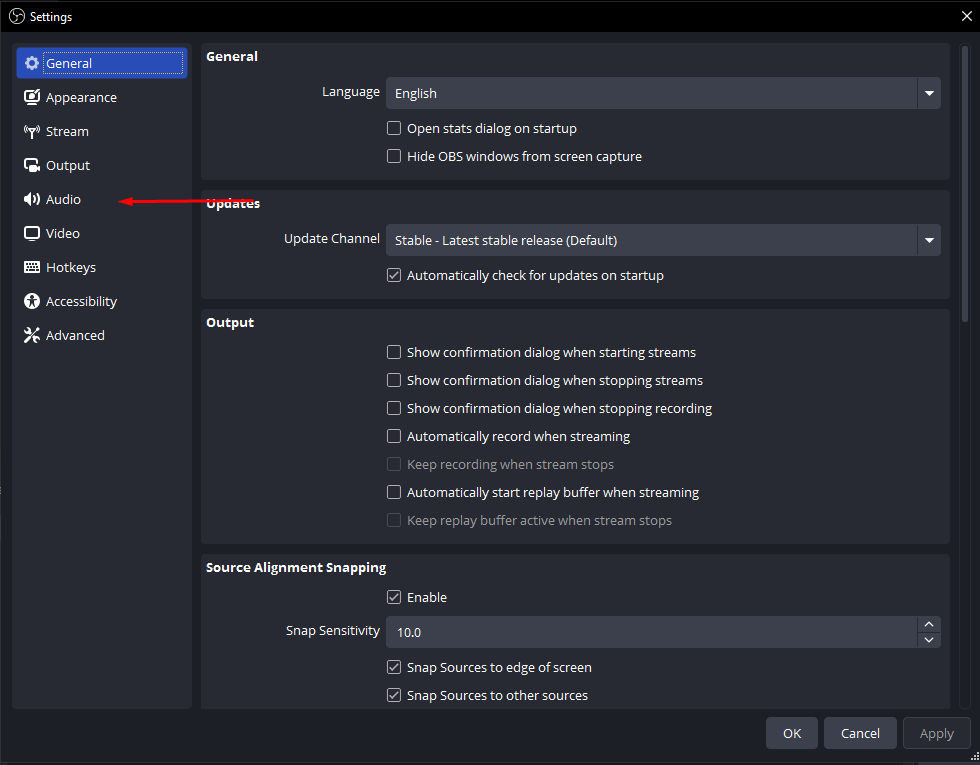 Settings
General
Appearance
Stream
Output
Audio
Video
Hotkeys
Accessibility
Advanced
General
Language English
Open stats dialog on startup
Hide OBS windows from screen capture
Updates
Update Channel Stable - Latest stable release (Default)
Automatically check for updates on startup
Output
Show confirmation dialog when starting streams
Show confirmation dialog when stopping streams
Show confirmation dialog when stopping recording
Automatically record when streaming
Keep recording when stream stops
Automatically start replay buffer when streaming
Keep replay buffer active when stream stops
Source Alignment Snapping
Enable
Snap Sensitivity 10.0
Snap Sources to edge of screen
Snap Sources to other sources
OK Cancel Apply